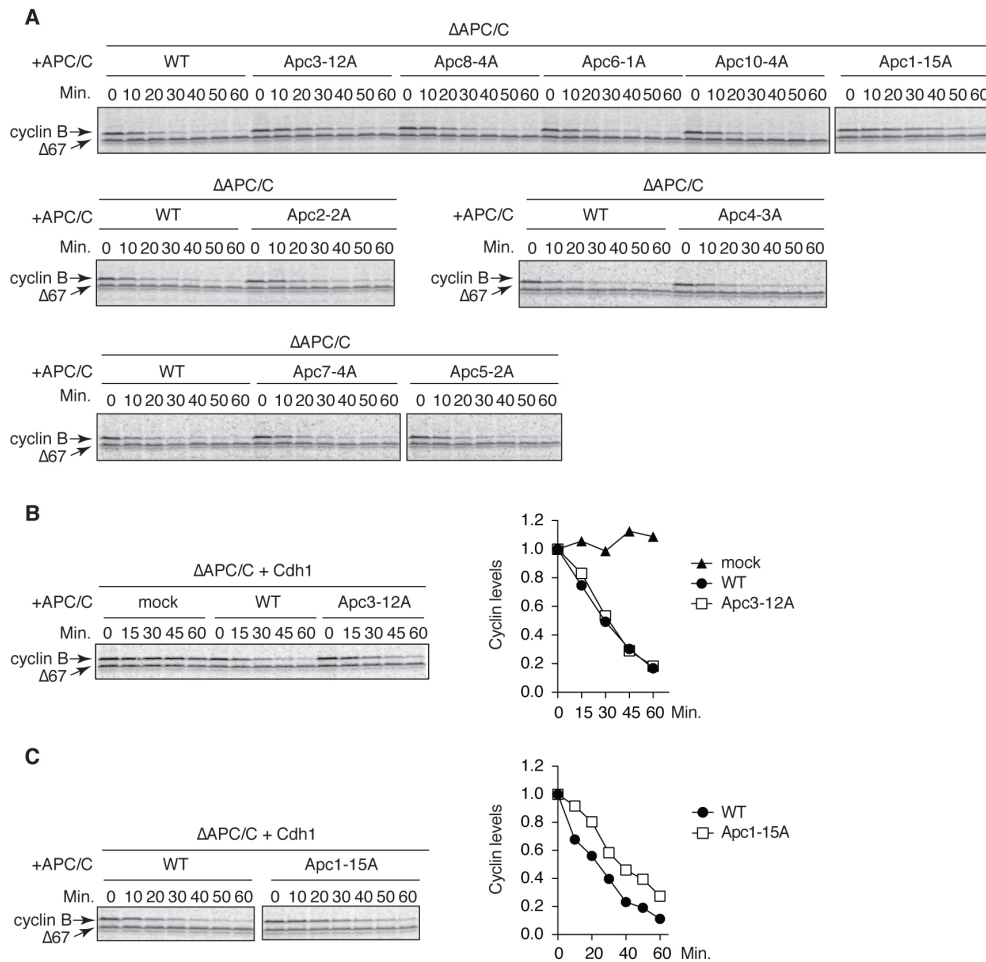 A
ΔAPC/C
+APC/C WT Apc3-12A Apc8-4A Apc6-1A Apc10-4A Apc1-15A
Min. 0 10 20 30 40 50 60 0 10 20 30 40 50 60 0 10 20 30 40 50 60 0 10 20 30 40 50 60 0 10 20 30 40 50 60 0 10 20 30 40 50 60
cyclin B
Δ67
ΔAPC/C ΔAPC/C
+APC/C WT Apc2-2A +APC/C WT Apc4-3A
Min. 0 10 20 30 40 50 60 0 10 20 30 40 50 60 Min. 0 10 20 30 40 50 60 0 10 20 30 40 50 60
cyclin B cyclin B
Δ67 Δ67
ΔAPC/C
+APC/C WT Apc7-4A Apc5-2A
Min. 0 10 20 30 40 50 60 0 10 20 30 40 50 60 0 10 20 30 40 50 60
cyclin B
Δ67
B
ΔAPC/C + Cdh1
+APC/C mock WT Apc3-12A
Min. 0 15 30 45 60 0 15 30 45 60 0 15 30 45 60
cyclin B
Δ67
Cyclin levels
1.2
1.0
0.8
0.6
0.4
0.2
0.0
0 15 30 45 60 Min.
mock
WT
Apc3-12A
C
ΔAPC/C + Cdh1
+APC/C WT Apc1-15A
Min. 0 10 20 30 40 50 60 0 10 20 30 40 50 60
cyclin B
Δ67
Cyclin levels
1.2
1.0
0.8
0.6
0.4
0.2
0.0
0 20 40 60 Min.
WT
Apc1-15A